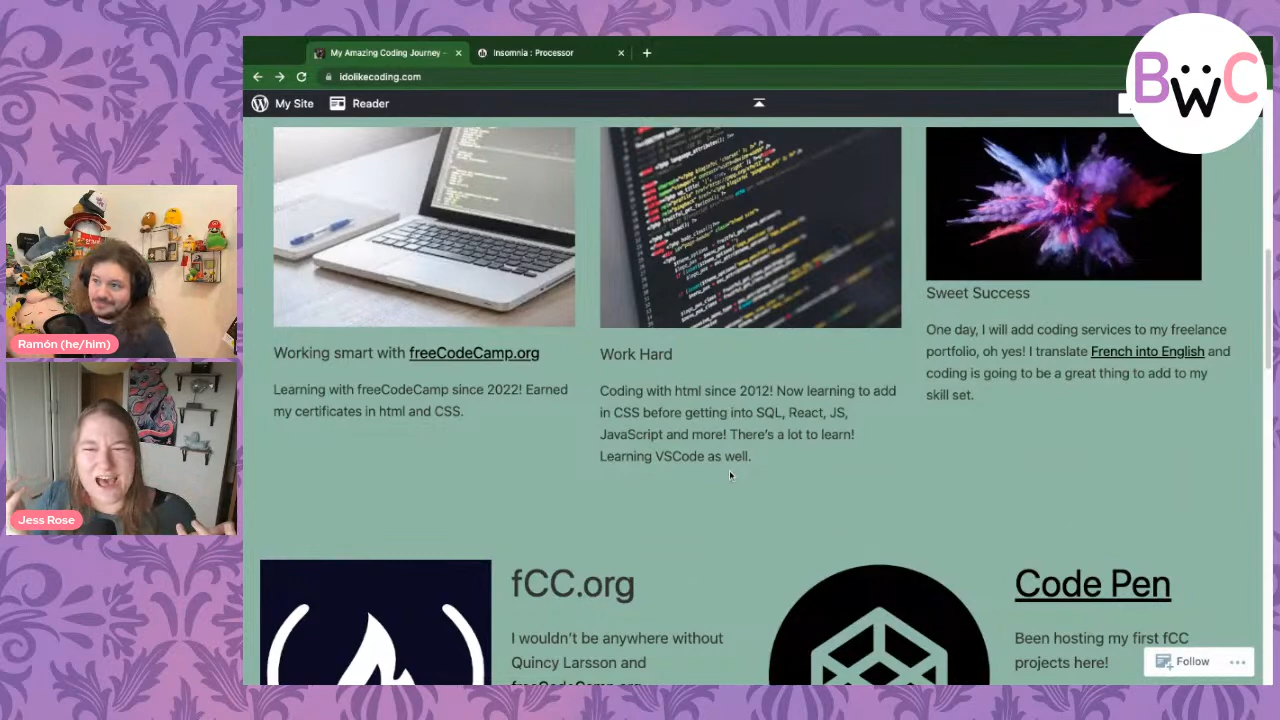 My Amazing Coding Journey -
Insomnia : Processor
idolikecoding.com
My Site
Reader
BWC
Working smart with freeCodeCamp.org
Learning with freeCodeCamp since 2022! Earned
my certificates in html and CSS.
Work Hard
Coding with html since 2012! Now learning to add
in CSS before getting into SQL, React, JS,
JavaScript and more! There's a lot to learn!
Learning VSCode as well.
Sweet Success
One day, I will add coding services to my freelance
portfolio, oh yes! I translate French into English and
coding is going to be a great thing to add to my
skill set.
Ramón (he/him)
Jess Rose
fCC.org
I wouldn't be anywhere without
Quincy Larsson and
freeCodeCamp.org
Code Pen
Been hosting my first fCC
projects here!
Follow